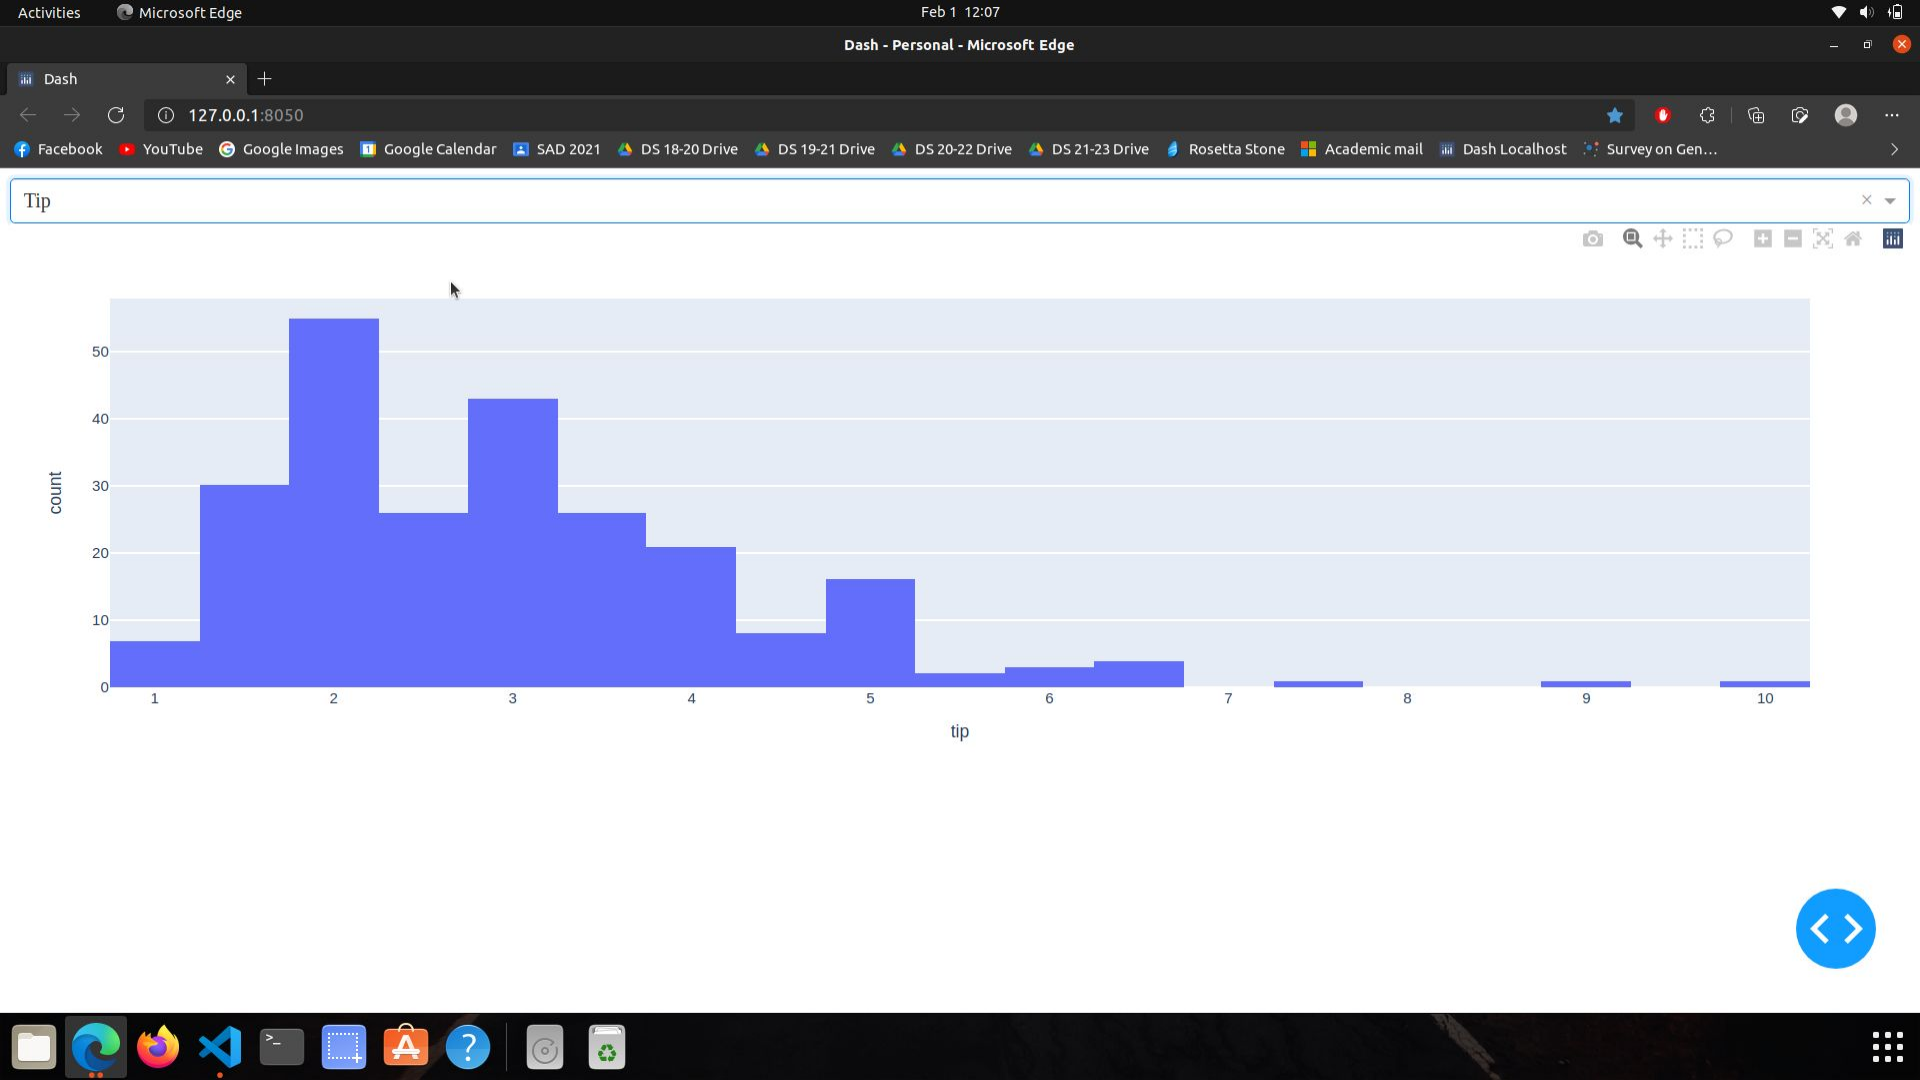 Activities Microsoft Edge Feb 1 12:07
Dash - Personal - Microsoft Edge
Dash
127.0.0.1:8050
Facebook YouTube Google Images Google Calendar SAD 2021 DS 18-20 Drive DS 19-21 Drive DS 20-22 Drive DS 21-23 Drive Rosetta Stone Academic mail Dash Localhost Survey on Gen...
Tip
50
40
30
20
10
0
count
1 2 3 4 5 6 7 8 9 10
tip